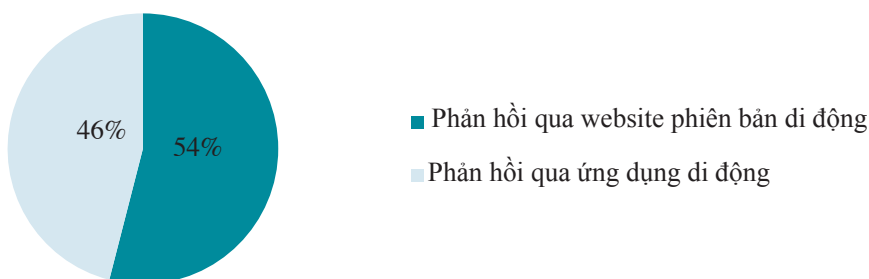 46%
54%
Phản hồi qua website phiên bản di động
Phản hồi qua ứng dụng di động